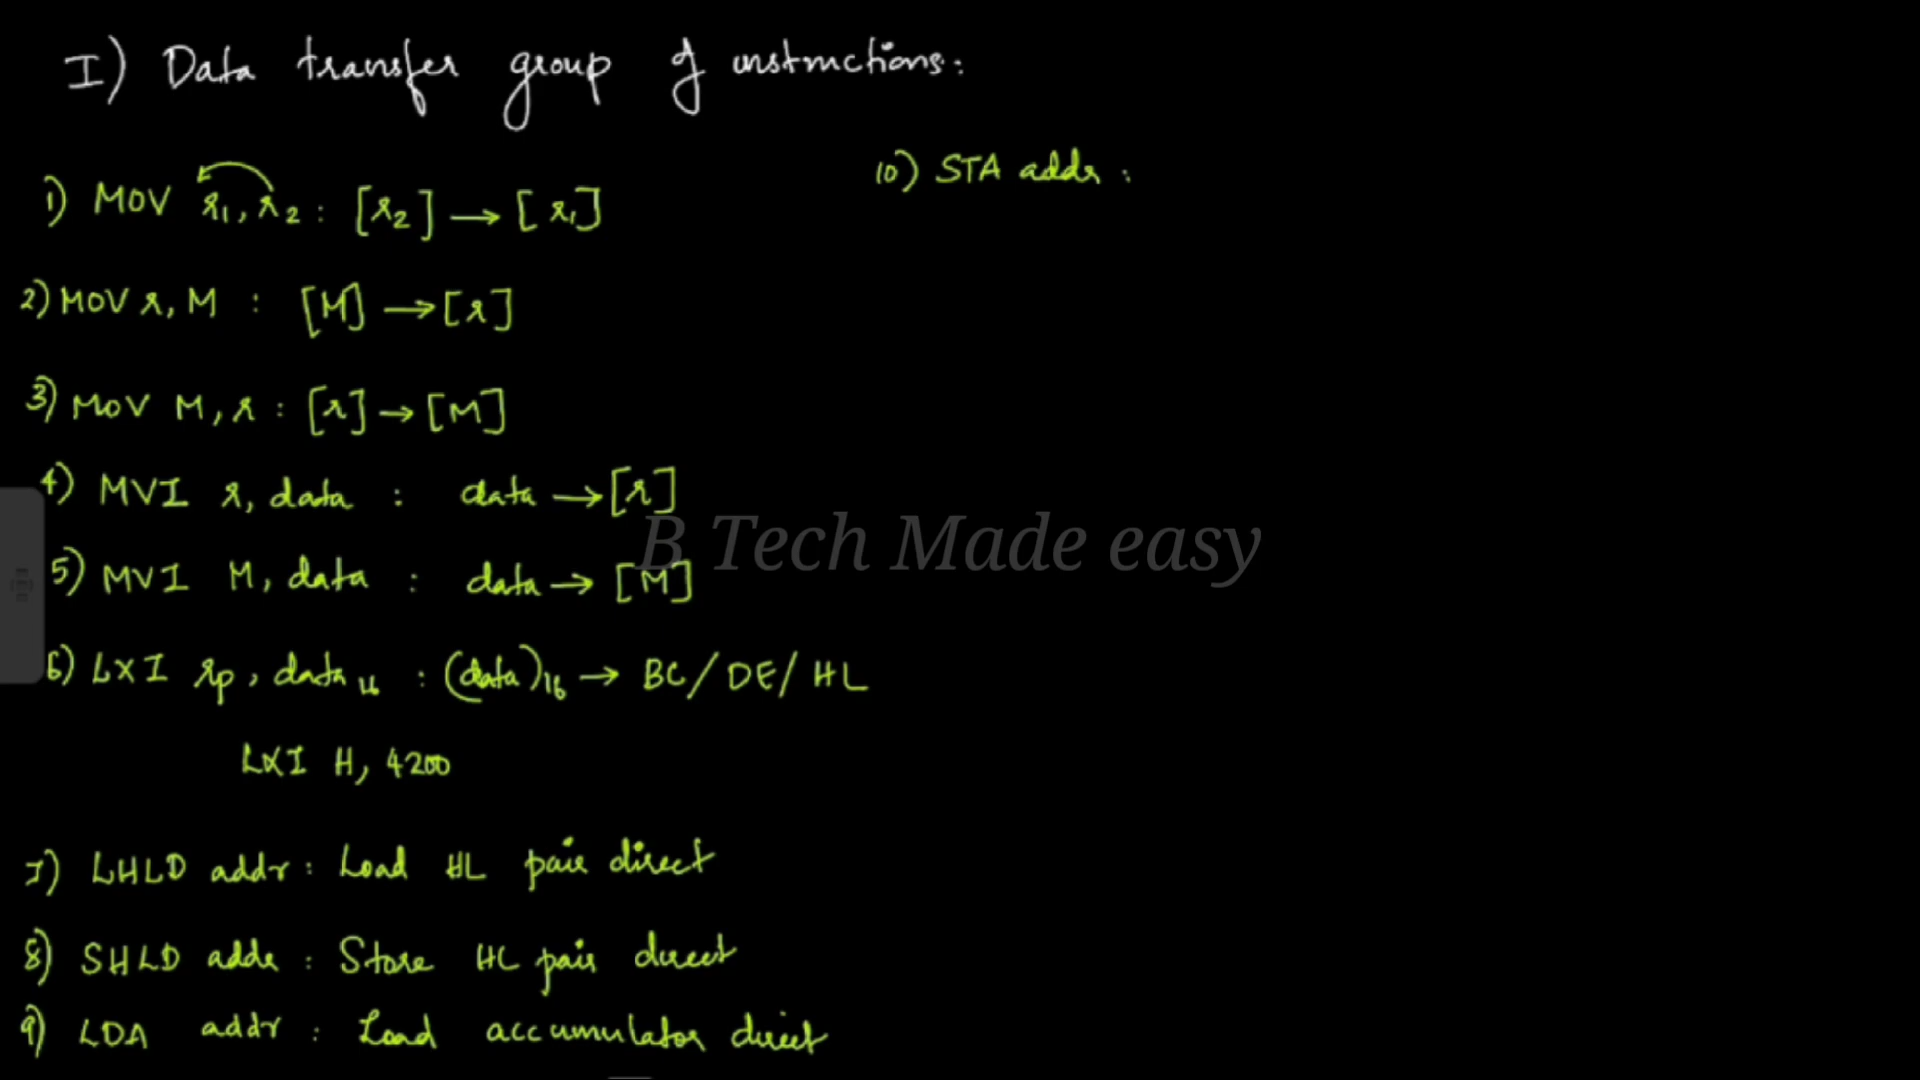 I) Data transfer group of instructions:
1) MOV r1, r2 : [r2] → [r1]
2) MOV r, M : [M] → [r]
3) MOV M, r : [r] → [M]
4) MVI r, data : data → [r]
5) MVI M, data : data → [M]
6) LXI rp, data 16 : (data)16 → BC/DE/HL
LXI H, 4200
7) LHLD addr : Load HL pair direct
8) SHLD addr : Store HL pair direct
9) LDA addr : Load accumulator direct
10) STA addr :
B Tech Made easy